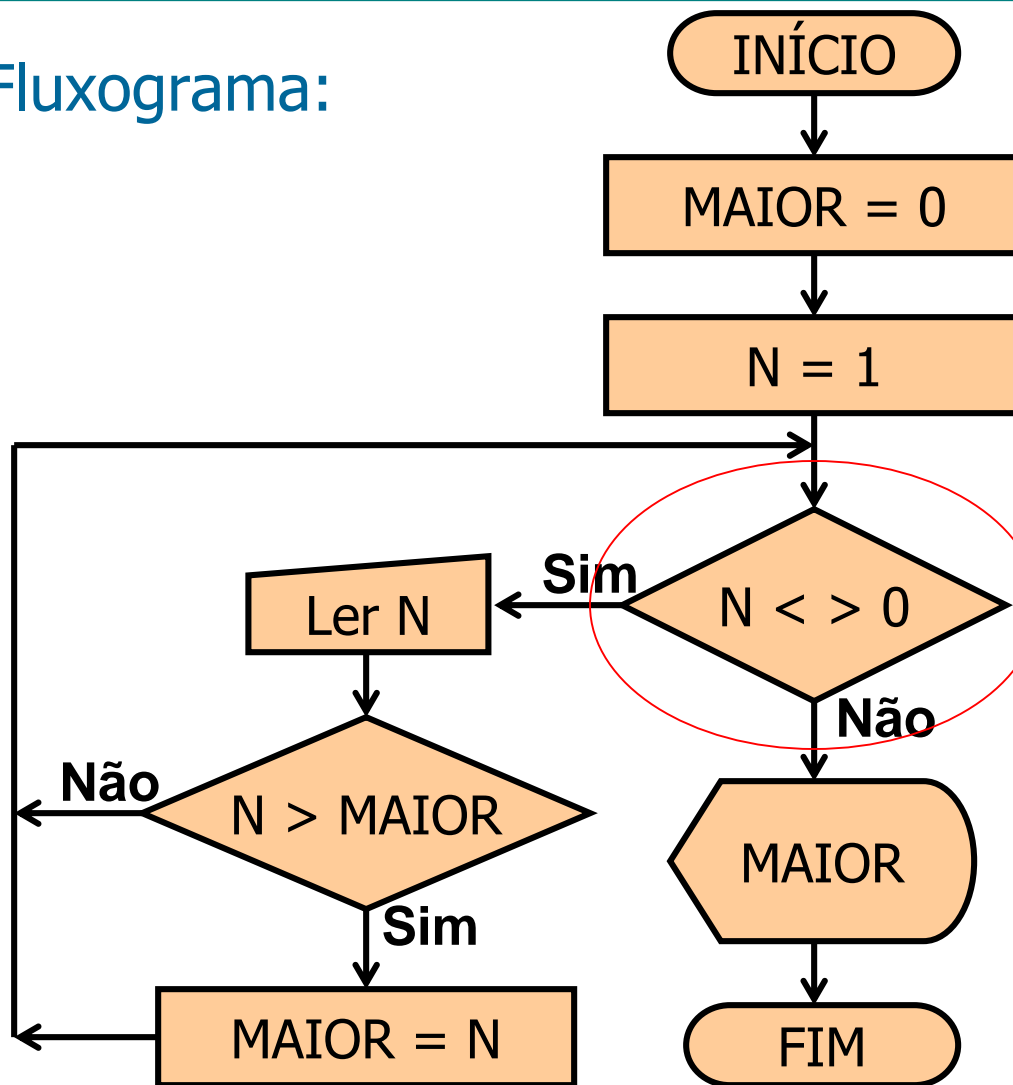 Fluxograma:
INÍCIO
MAIOR = 0
N = 1
N < > 0
Sim
Ler N
Não
N > MAIOR
Não
Sim
MAIOR
MAIOR = N
FIM